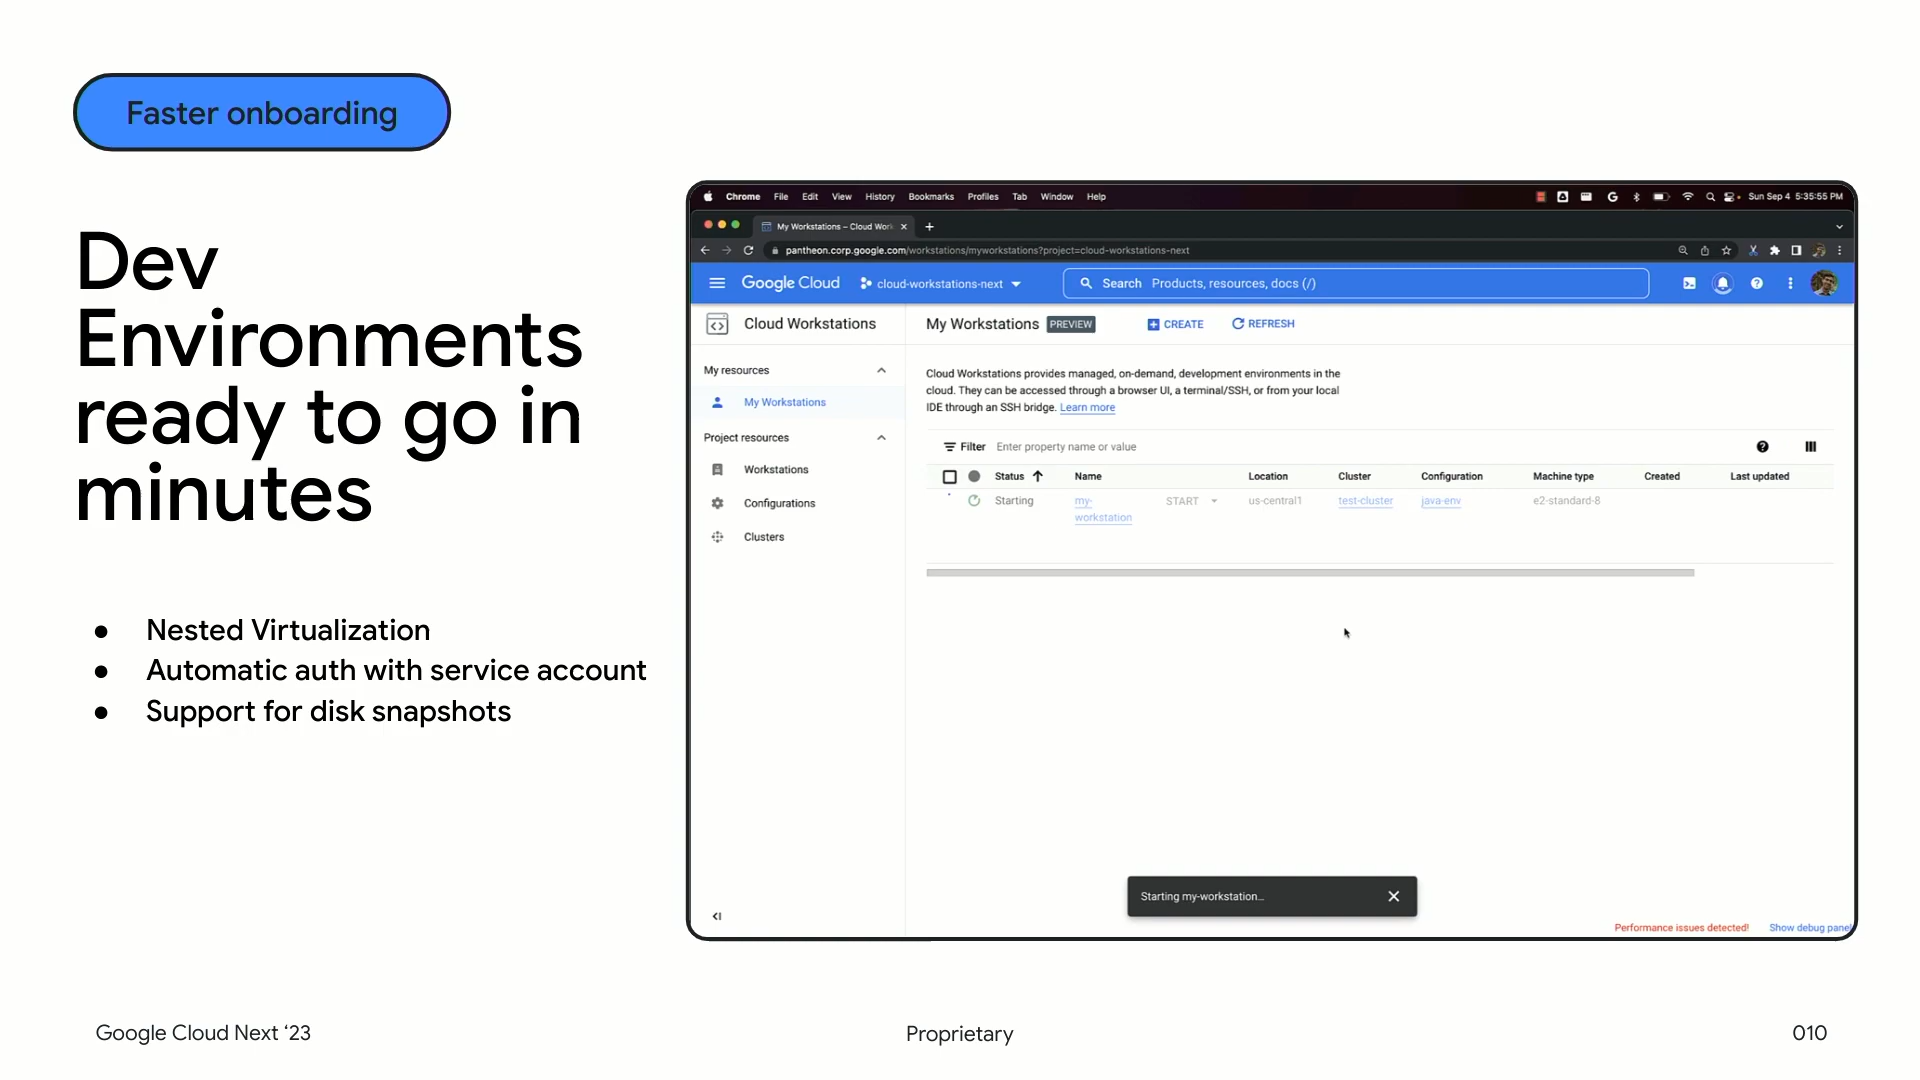 Faster onboarding
Dev
Environments
ready to go in
minutes
● Nested Virtualization
● Automatic auth with service account
● Support for disk snapshots
Chrome File Edit View History Bookmarks Profiles Tab Window Help Sun Sep 4 5:35:55 PM
My Workstations – Cloud Work
pantheon.corp.google.com/workstations/myworkstations?project=cloud-workstations-next
Google Cloud cloud-workstations-next Search Products, resources, docs (/)
Cloud Workstations
My resources
My Workstations
Project resources
Workstations
Configurations
Clusters
My Workstations PREVIEW CREATE REFRESH
Cloud Workstations provides managed, on-demand, development environments in the
cloud. They can be accessed through a browser UI, a terminal/SSH, or from your local
IDE through an SSH bridge. Learn more
Filter Enter property name or value
Status Name Location Cluster Configuration Machine type Created Last updated
Starting my- START us-central1 test-cluster java-env e2-standard-8
workstation
Starting my-workstation...
Performance issues detected! Show debug panel
Google Cloud Next ‘23
Proprietary
010